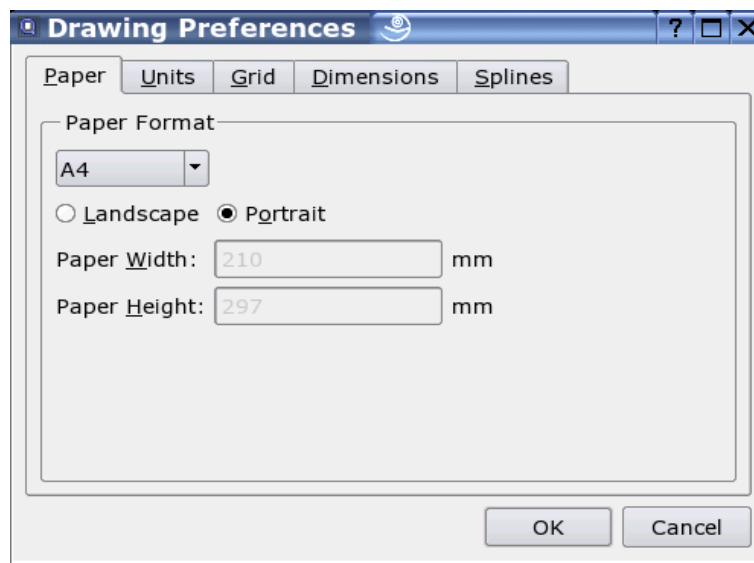 Drawing Preferences
Paper Units Grid Dimensions Splines
Paper Format
A4
Landscape Portrait
Paper Width: 210 mm
Paper Height: 297 mm
OK Cancel